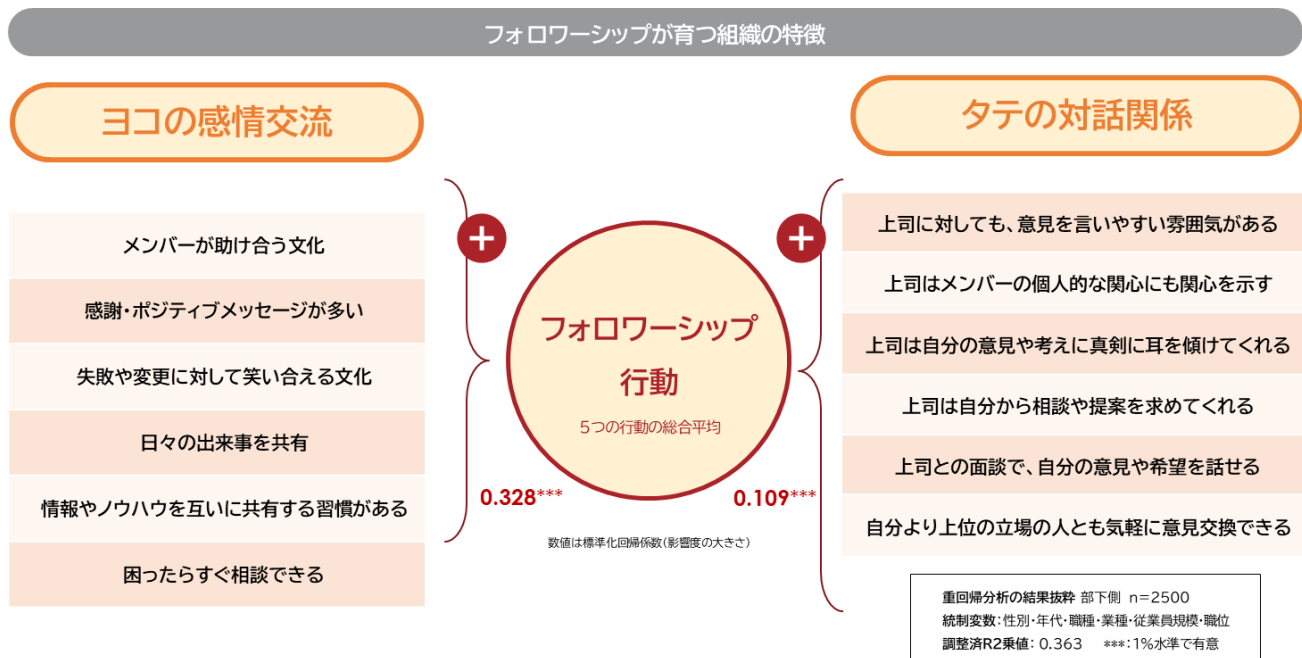 フォロワーシップが育つ組織の特徴
ヨコの感情交流
メンバーが助け合う文化
感謝・ポジティブメッセージが多い
失敗や変更に対して笑い合える文化
日々の出来事を共有
情報やノウハウを互いに共有する習慣がある
困ったらすぐ相談できる
+
フォロワーシップ
行動
5つの行動の総合平均
0.328***
0.109***
数値は標準化回帰係数(影響度の大きさ)
+
タテの対話関係
上司に対しても、意見を言いやすい雰囲気がある
上司はメンバーの個人的な関心にも関心を示す
上司は自分の意見や考えに真剣に耳を傾けてくれる
上司は自分から相談や提案を求めてくれる
上司との面談で、自分の意見や希望を話せる
自分より上位の立場の人とも気軽に意見交換できる
重回帰分析の結果抜粋 部下側 n=2500
統制変数:性別・年代・職種・業種・従業員規模・職位
調整済R2乗値: 0.363 ***:1%水準で有意